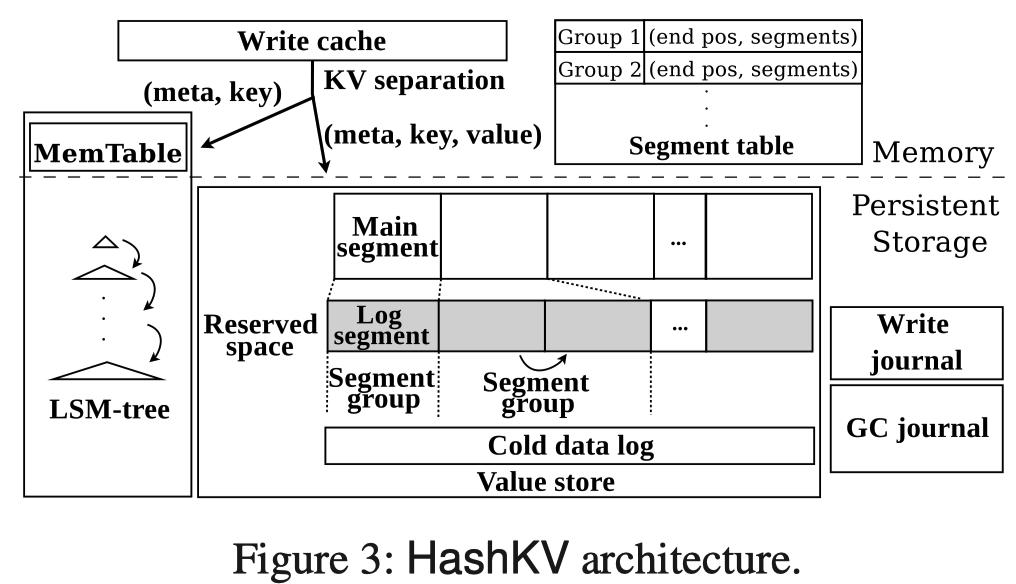 Write cache
Group 1 (end pos, segments)
Group 2 (end pos, segments)
.
.
.
Segment table
KV separation
(meta, key)
(meta, key, value)
MemTable
Memory
Persistent
Storage
Main
segment
...
Reserved
space
Log
segment
...
Segment
group
Segment
group
.
.
.
LSM-tree
Cold data log
Value store
Write
journal
GC journal
Figure 3: HashKV architecture.